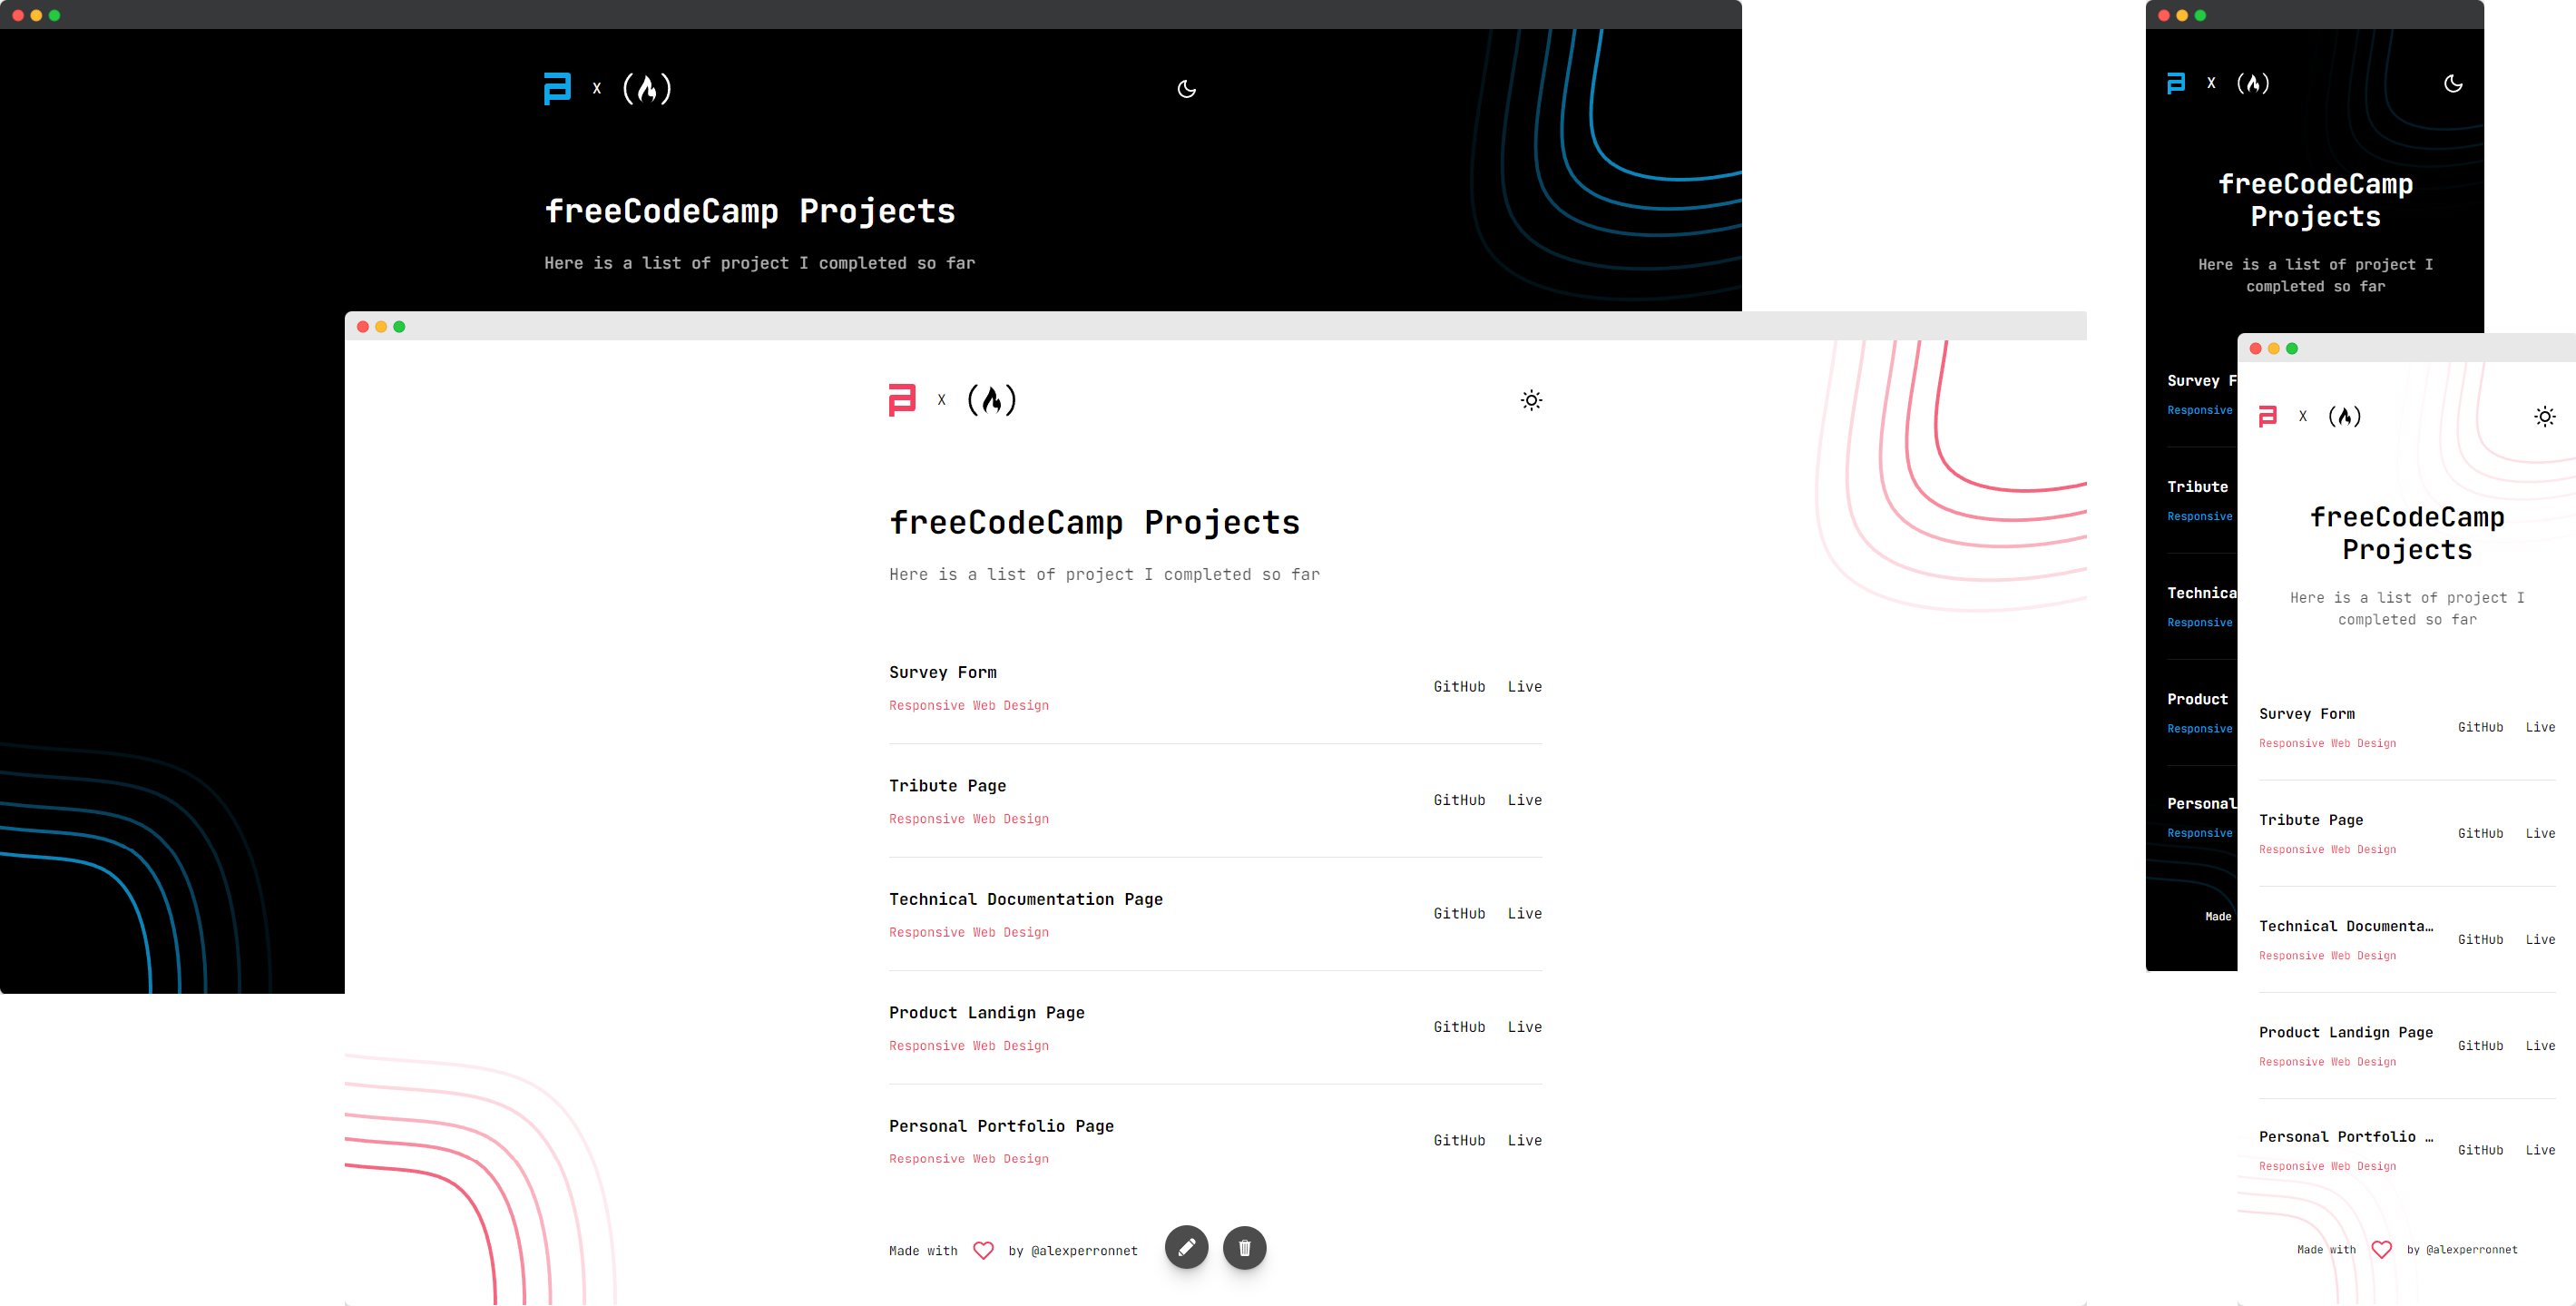 X
freeCodeCamp Projects
Here is a list of project I completed so far
X
freeCodeCamp Projects
Here is a list of project I completed so far
Survey Form
Responsive Web Design
GitHub Live
Tribute Page
Responsive Web Design
GitHub Live
Technical Documentation Page
Responsive Web Design
GitHub Live
Product Landign Page
Responsive Web Design
GitHub Live
Personal Portfolio Page
Responsive Web Design
GitHub Live
Made with by @alexperronnet
X
freeCodeCamp
Projects
Here is a list of project I
completed so far
Survey F
Responsive
Tribute
Responsive
Technica
Responsive
Product
Responsive
Personal
Responsive
Made
X
freeCodeCamp
Projects
Here is a list of project I
completed so far
Survey Form
Responsive Web Design
GitHub Live
Tribute Page
Responsive Web Design
GitHub Live
Technical Documenta…
Responsive Web Design
GitHub Live
Product Landign Page
Responsive Web Design
GitHub Live
Personal Portfolio …
Responsive Web Design
GitHub Live
Made with by @alexperronnet